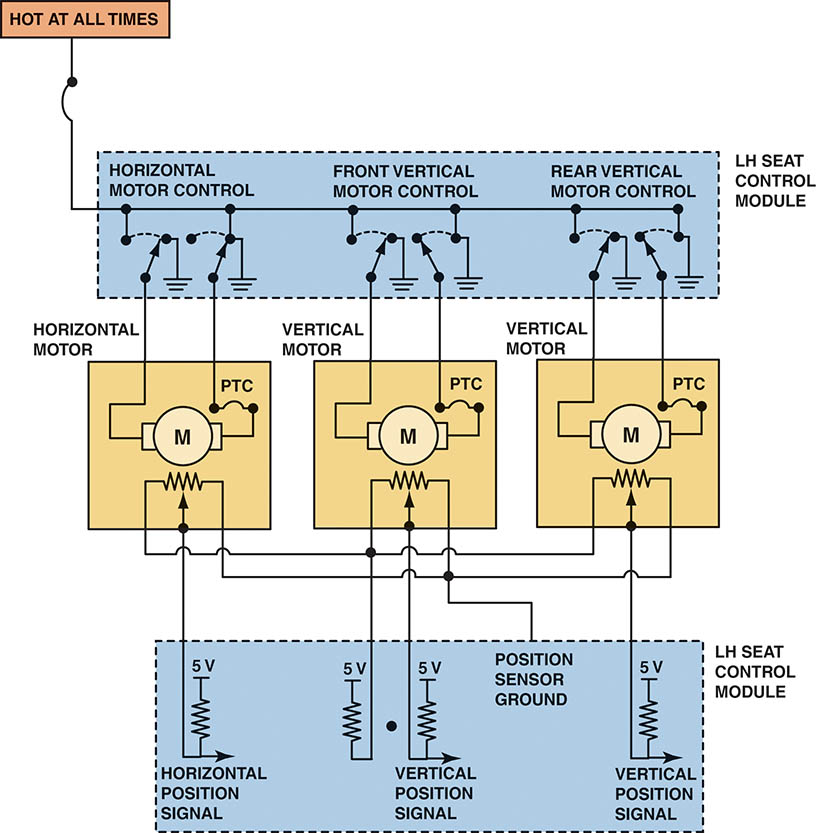 HOT AT ALL TIMES
HORIZONTAL
MOTOR CONTROL
FRONT VERTICAL
MOTOR CONTROL
REAR VERTICAL
MOTOR CONTROL
LH SEAT
CONTROL
MODULE
HORIZONTAL
MOTOR
VERTICAL
MOTOR
VERTICAL
MOTOR
PTC
PTC
PTC
M
M
M
5 V
5 V
5 V
POSITION
SENSOR
GROUND
5 V
LH SEAT
CONTROL
MODULE
HORIZONTAL
POSITION
SIGNAL
VERTICAL
POSITION
SIGNAL
VERTICAL
POSITION
SIGNAL